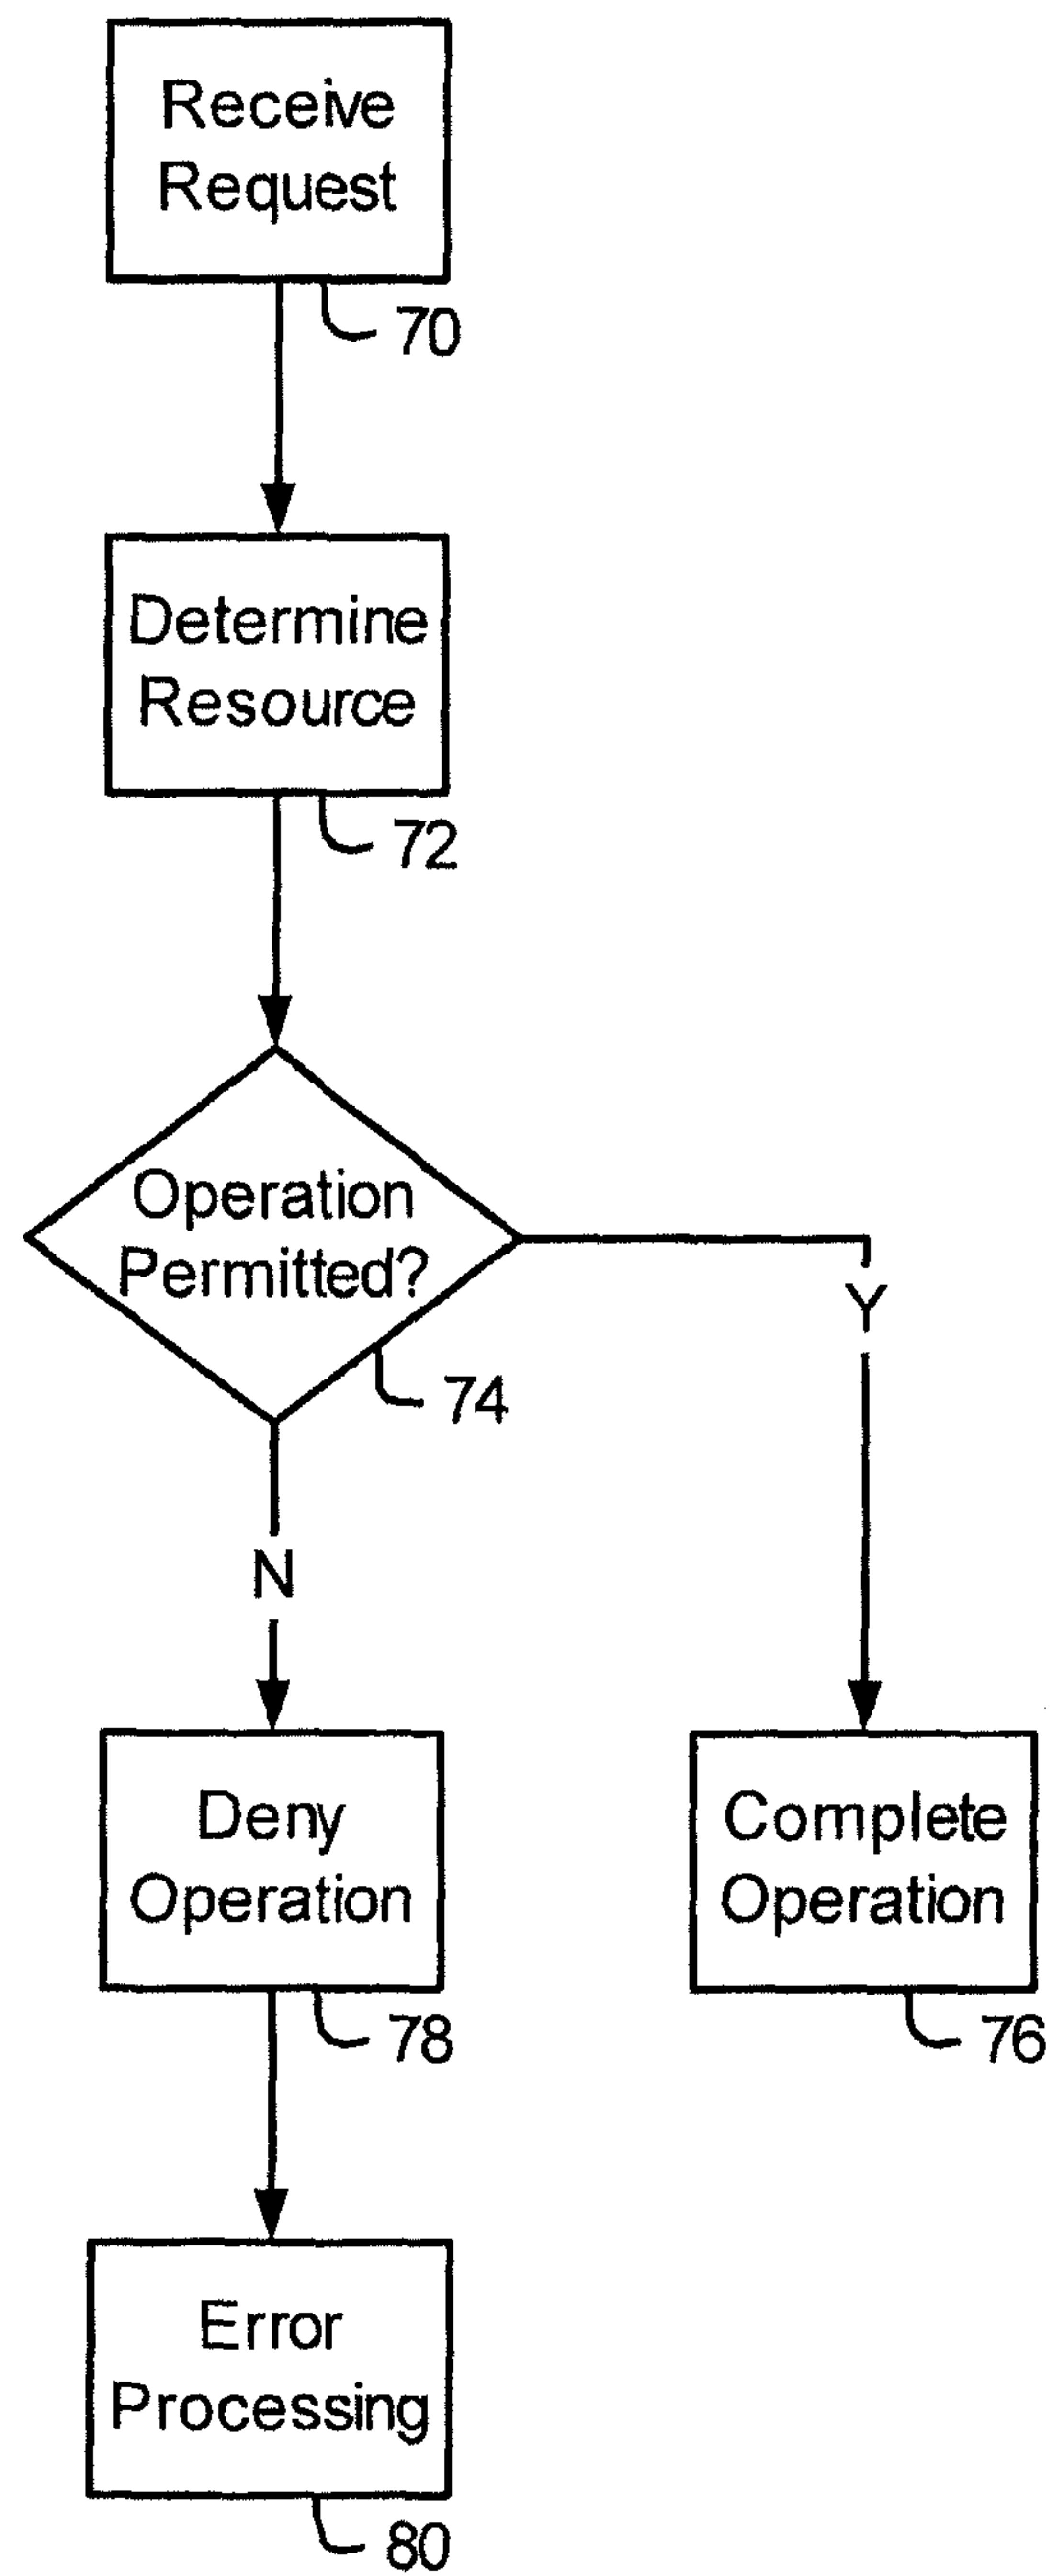 Receive
Request
70
Determine
Resource
72
Operation
Permitted?
74
Y
N
Deny
Operation
78
Complete
Operation
76
Error
Processing
80